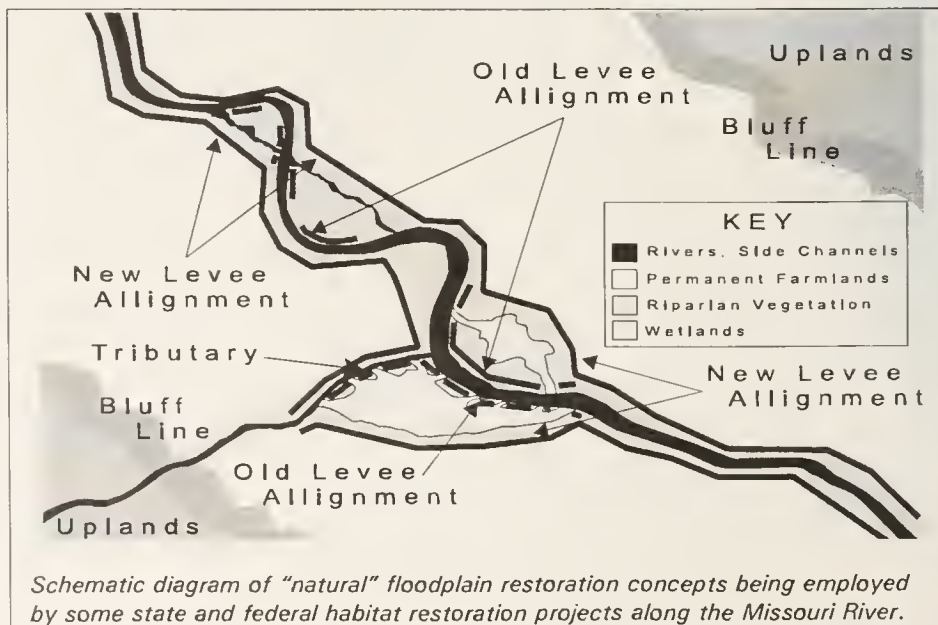 Uplands
Bluff
Line
Old Levee
Allignment
KEY
Rivers, Side Channels
Permanent Farmlands
Riparian Vegetation
Wetlands
New Levee
Allignment
Tributary
New Levee
Allignment
Bluff
Line
Old Levee
Allignment
Uplands
Schematic diagram of "natural" floodplain restoration concepts being employed
by some state and federal habitat restoration projects along the Missouri River.